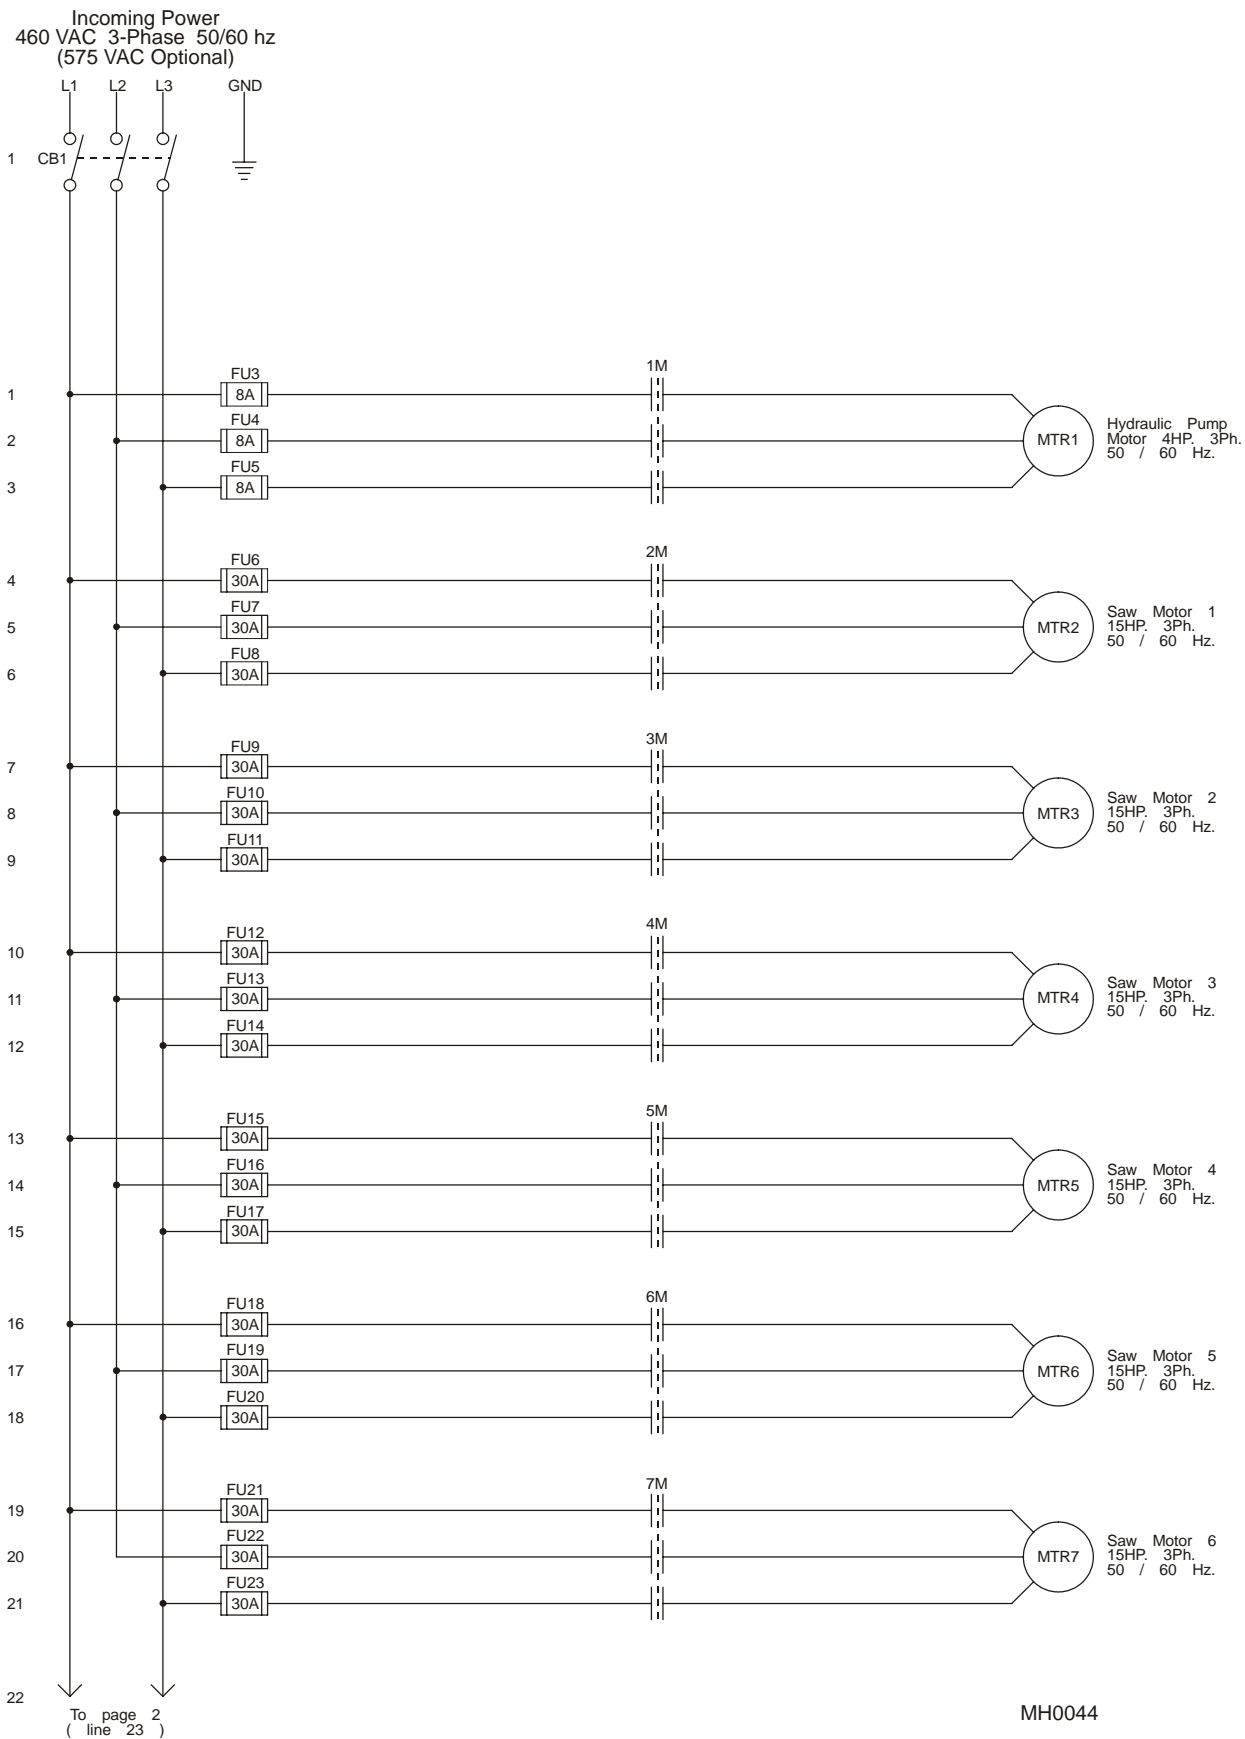 Incoming Power
460 VAC 3-Phase 50/60 hz
(575 VAC Optional)
L1 L2 L3 GND
1 CB1
FU3 1M
1 8A
FU4
2 8A MTR1
Hydraulic Pump
Motor 4HP. 3Ph.
50 / 60 Hz.
FU5
3 8A
FU6 2M
4 30A
FU7
5 30A MTR2
Saw Motor 1
15HP. 3Ph.
50 / 60 Hz.
FU8
6 30A
FU9 3M
7 30A
FU10
8 30A MTR3
Saw Motor 2
15HP. 3Ph.
50 / 60 Hz.
FU11
9 30A
FU12 4M
10 30A
FU13
11 30A MTR4
Saw Motor 3
15HP. 3Ph.
50 / 60 Hz.
FU14
12 30A
FU15 5M
13 30A
FU16
14 30A MTR5
Saw Motor 4
15HP. 3Ph.
50 / 60 Hz.
FU17
15 30A
FU18 6M
16 30A
FU19
17 30A MTR6
Saw Motor 5
15HP. 3Ph.
50 / 60 Hz.
FU20
18 30A
FU21 7M
19 30A
FU22
20 30A MTR7
Saw Motor 6
15HP. 3Ph.
50 / 60 Hz.
FU23
21 30A
22
To page 2
( line 23 )
MH0044